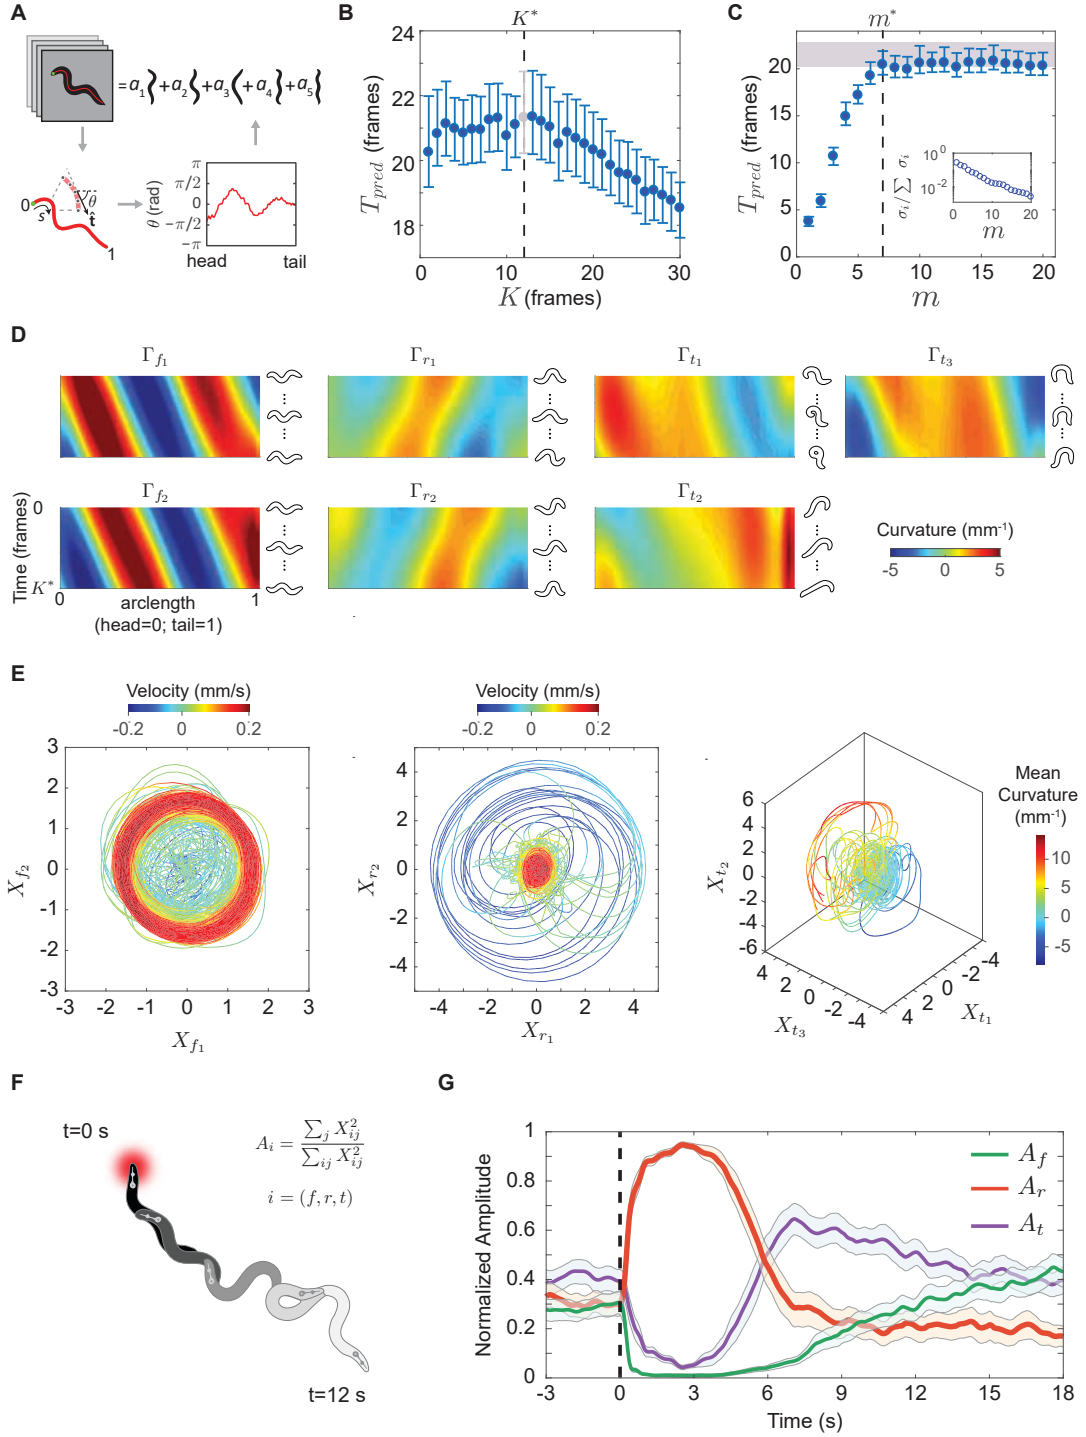 A
= a1 + a2 + a3 + a4 + a5
0
s
θ
t̂
1
θ (rad)
π
π/2
0
−π/2
−π
head
tail
B
K*
24
22
20
18
T_pred (frames)
0
10
20
30
K (frames)
C
m*
20
15
10
5
0
T_pred (frames)
0
5
10
15
20
m
σi/∑ σi
10^0
10^-2
0
10
20
m
D
Γf1
Γr1
Γt1
Γt3
Γf2
Γr2
Γt2
Time (frames)
0
K*
0
1
arclength
(head=0; tail=1)
Curvature (mm-1)
-5
0
5
E
Velocity (mm/s)
-0.2
0
0.2
3
2
1
0
-1
-2
-3
Xf2
-3
-2
-1
0
1
2
3
Xf1
Velocity (mm/s)
-0.2
0
0.2
4
2
0
-2
-4
Xr2
-4
-2
0
2
4
Xr1
6
4
2
0
-2
-4
-6
Xt2
4
2
0
-2
-4
Xt3
4
2
0
-2
-4
Xt1
Mean
Curvature
(mm-1)
10
5
0
-5
F
t=0 s
Ai = ∑j X²ij / ∑ij X²ij
i = (f, r, t)
t=12 s
G
1
0.8
0.6
0.4
0.2
0
Normalized Amplitude
Af
Ar
At
-3
0
3
6
9
12
15
18
Time (s)